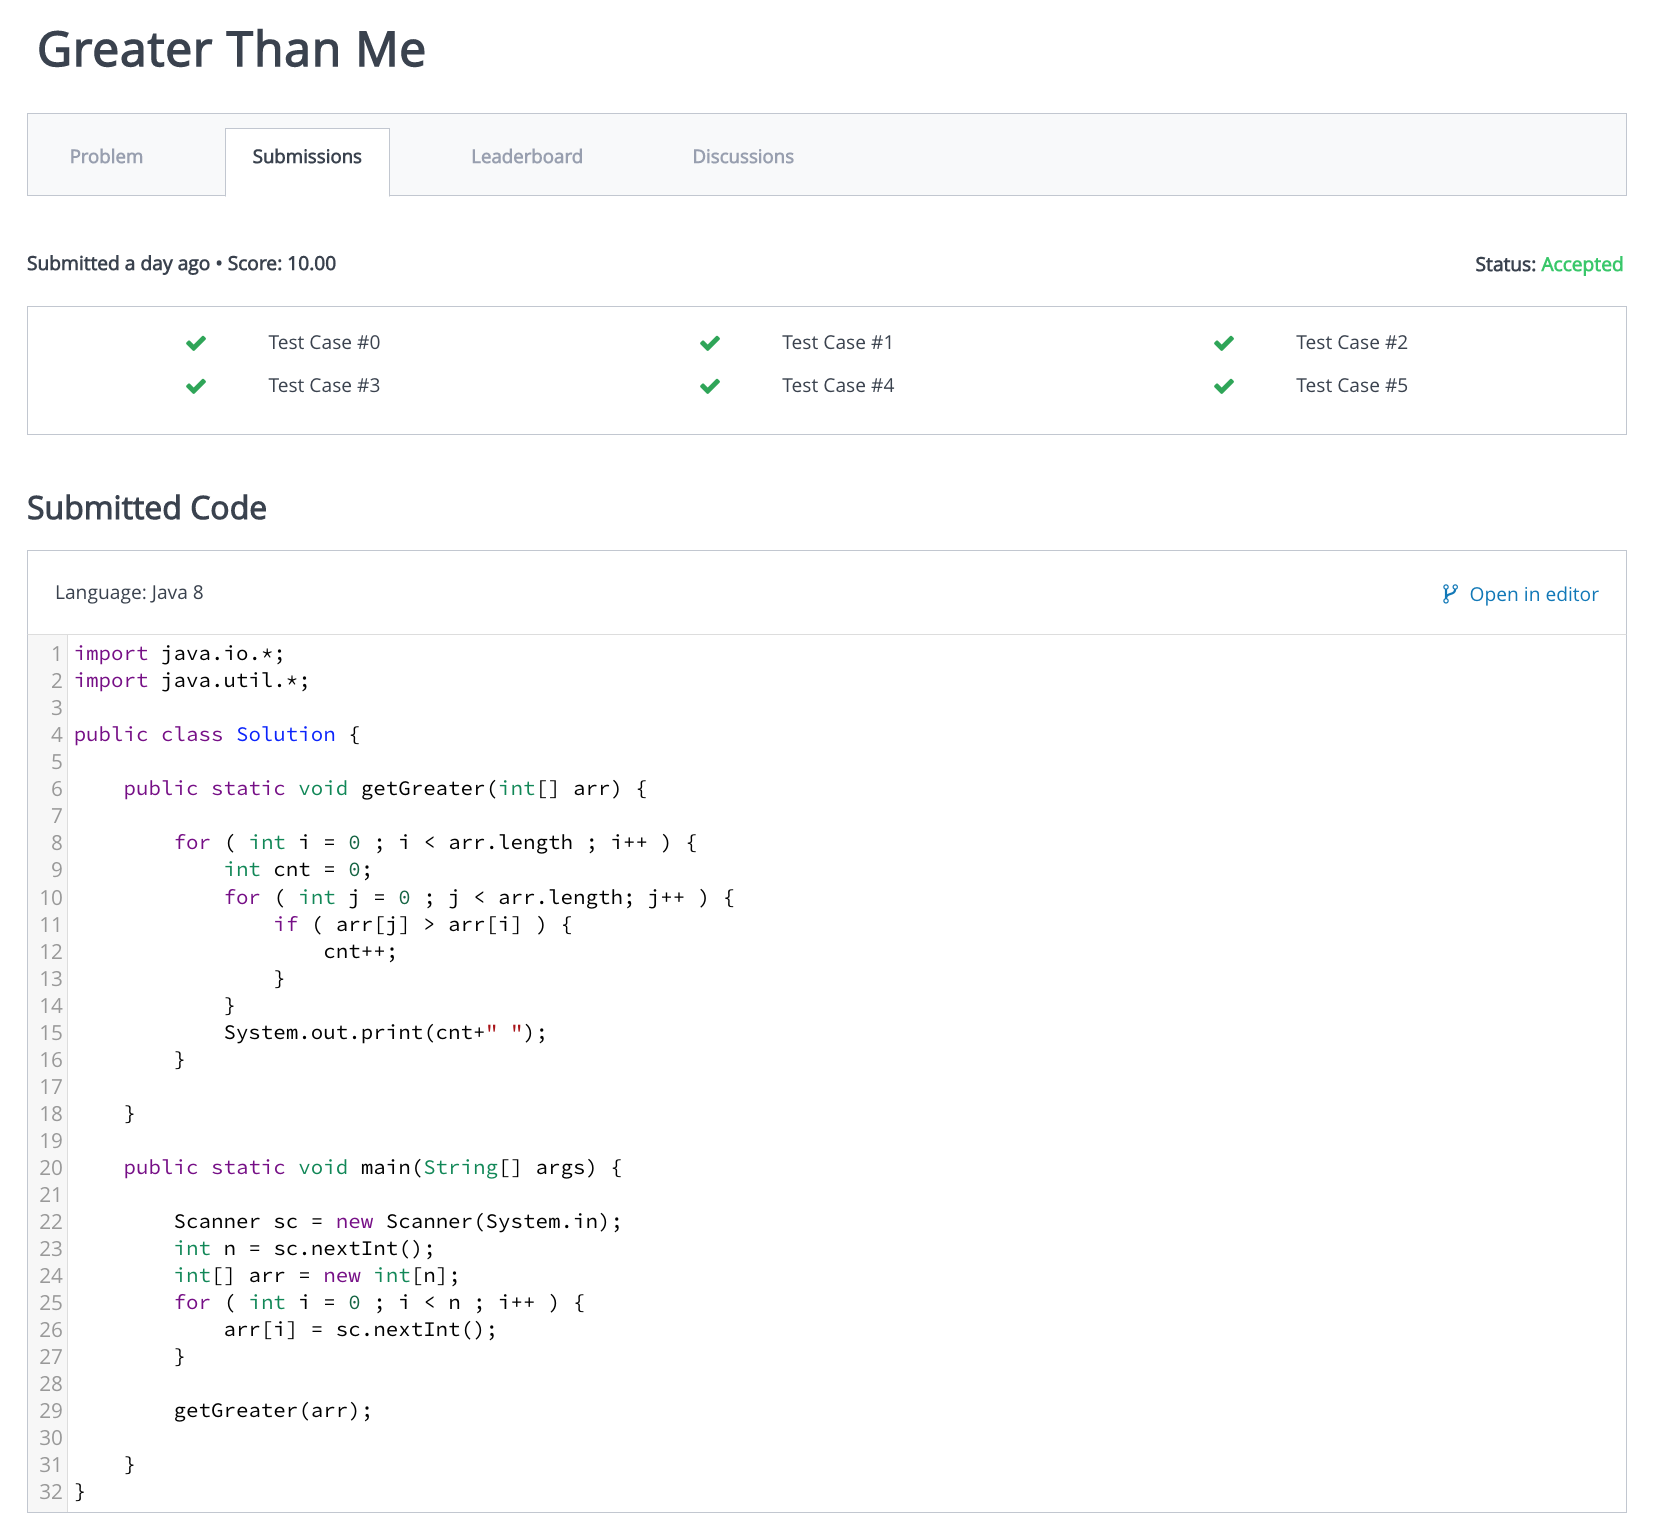 Greater Than Me
Problem Submissions Leaderboard Discussions
Submitted a day ago • Score: 10.00 Status: Accepted
Test Case #0 Test Case #1 Test Case #2
Test Case #3 Test Case #4 Test Case #5
Submitted Code
Language: Java 8 Open in editor
1 import java.io.*;
2 import java.util.*;
3
4 public class Solution {
5
6     public static void getGreater(int[] arr) {
7
8         for ( int i = 0 ; i < arr.length ; i++ ) {
9             int cnt = 0;
10             for ( int j = 0 ; j < arr.length; j++ ) {
11                 if ( arr[j] > arr[i] ) {
12                     cnt++;
13                 }
14             }
15             System.out.print(cnt+" ");
16         }
17
18     }
19
20     public static void main(String[] args) {
21
22         Scanner sc = new Scanner(System.in);
23         int n = sc.nextInt();
24         int[] arr = new int[n];
25         for ( int i = 0 ; i < n ; i++ ) {
26             arr[i] = sc.nextInt();
27         }
28
29         getGreater(arr);
30
31     }
32 }